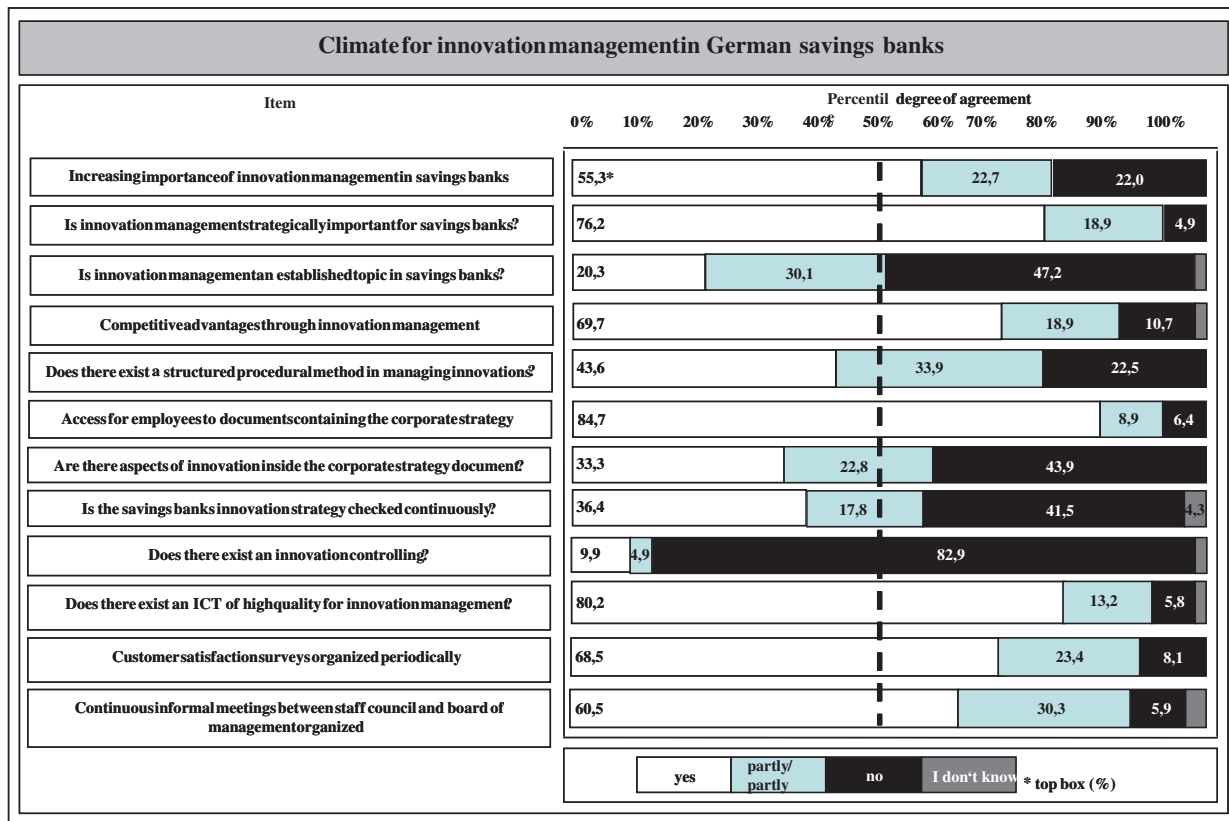 Climate for innovation management in German savings banks
Item
Percentil degree of agreement
0% 10% 20% 30% 40% 50% 60% 70% 80% 90% 100%
Increasing importance of innovation management in savings banks
55,3* 22,7 22,0
Is innovation management strategically important for savings banks?
76,2 18,9 4,9
Is innovation management an established topic in savings banks?
20,3 30,1 47,2
Competitive advantages through innovation management
69,7 18,9 10,7
Does there exist a structured procedural method in managing innovations?
43,6 33,9 22,5
Access for employees to documents containing the corporate strategy
84,7 8,9 6,4
Are there aspects of innovation inside the corporate strategy document?
33,3 22,8 43,9
Is the savings banks innovation strategy checked continuously?
36,4 17,8 41,5 4,3
Does there exist an innovation controlling?
9,9 4,9 82,9
Does there exist an ICT of high quality for innovation management?
80,2 13,2 5,8
Customer satisfaction surveys organized periodically
68,5 23,4 8,1
Continuous informal meetings between staff council and board of
management organized
60,5 30,3 5,9
yes partly/ no I don't know * top box (%)
partly